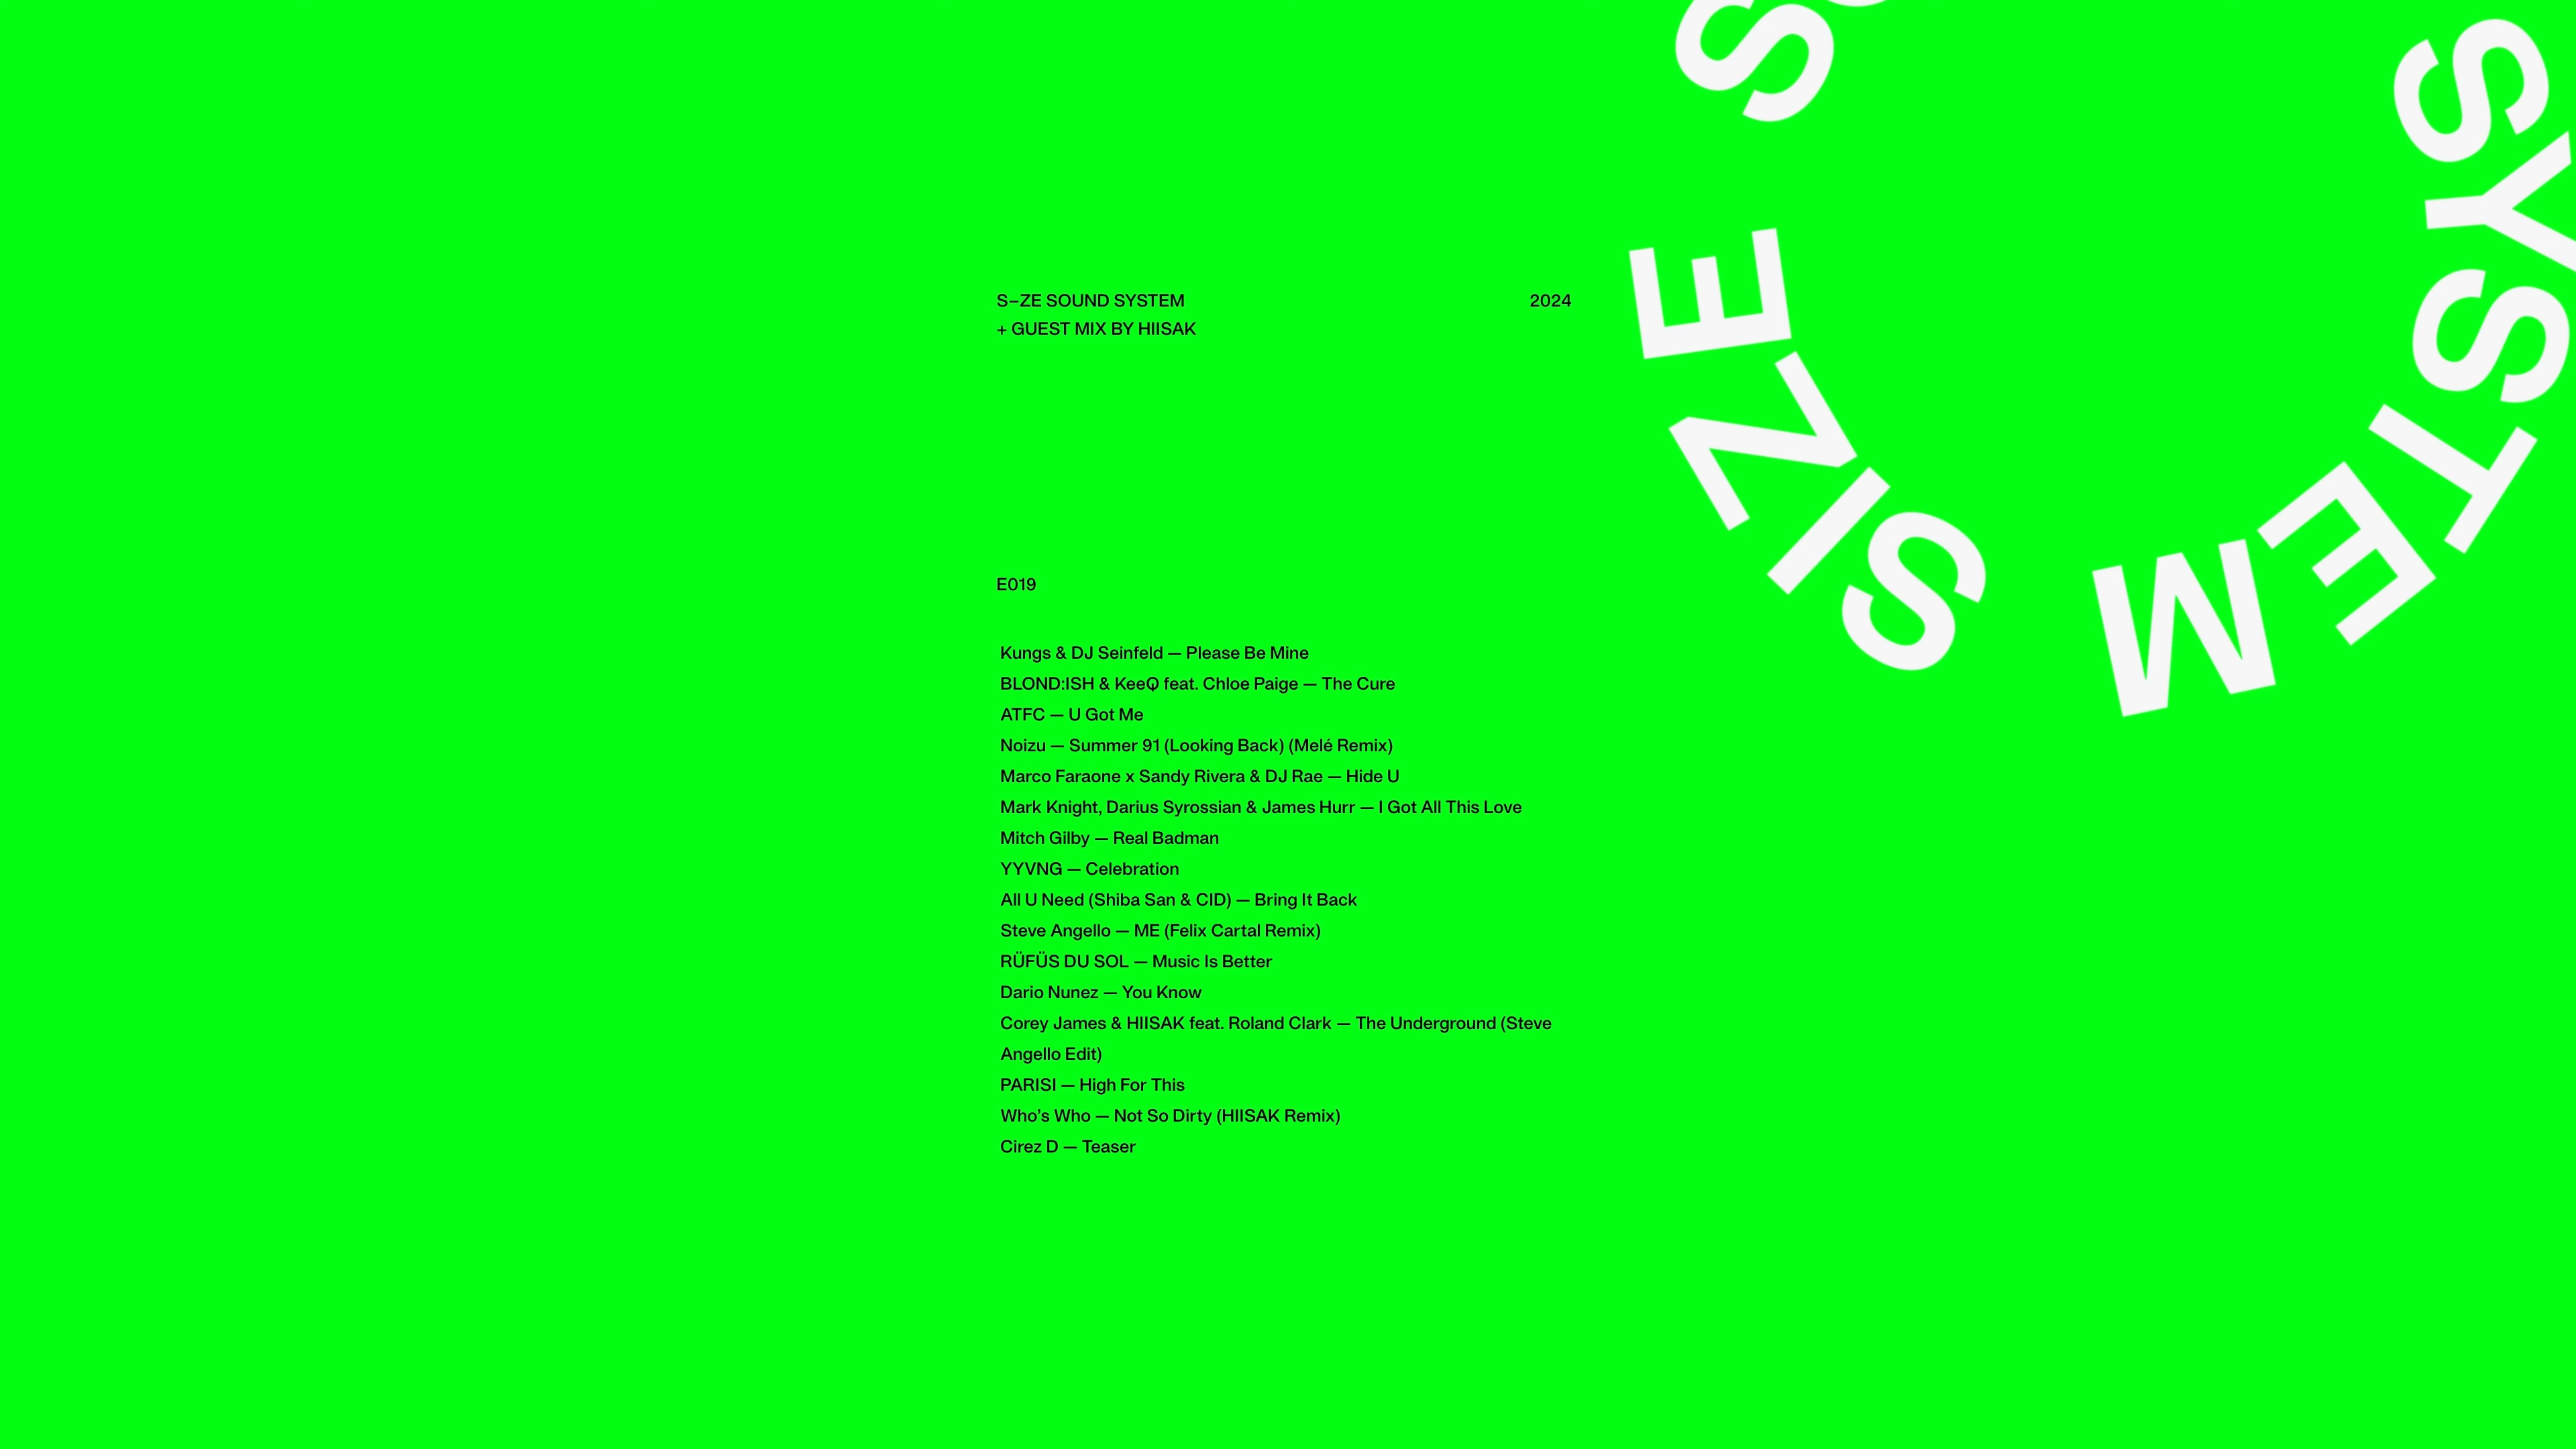 S–ZE SOUND SYSTEM
2024
+ GUEST MIX BY HIISAK
SIZE
SYSTEM
E019
Kungs & DJ Seinfeld — Please Be Mine
BLOND:ISH & KeeQ feat. Chloe Paige — The Cure
ATFC — U Got Me
Noizu — Summer 91 (Looking Back) (Melé Remix)
Marco Faraone x Sandy Rivera & DJ Rae — Hide U
Mark Knight, Darius Syrossian & James Hurr — I Got All This Love
Mitch Gilby — Real Badman
YYVNG — Celebration
All U Need (Shiba San & CID) — Bring It Back
Steve Angello — ME (Felix Cartal Remix)
RÜFÜS DU SOL — Music Is Better
Dario Nunez — You Know
Corey James & HIISAK feat. Roland Clark — The Underground (Steve
Angello Edit)
PARISI — High For This
Who’s Who — Not So Dirty (HIISAK Remix)
Cirez D — Teaser